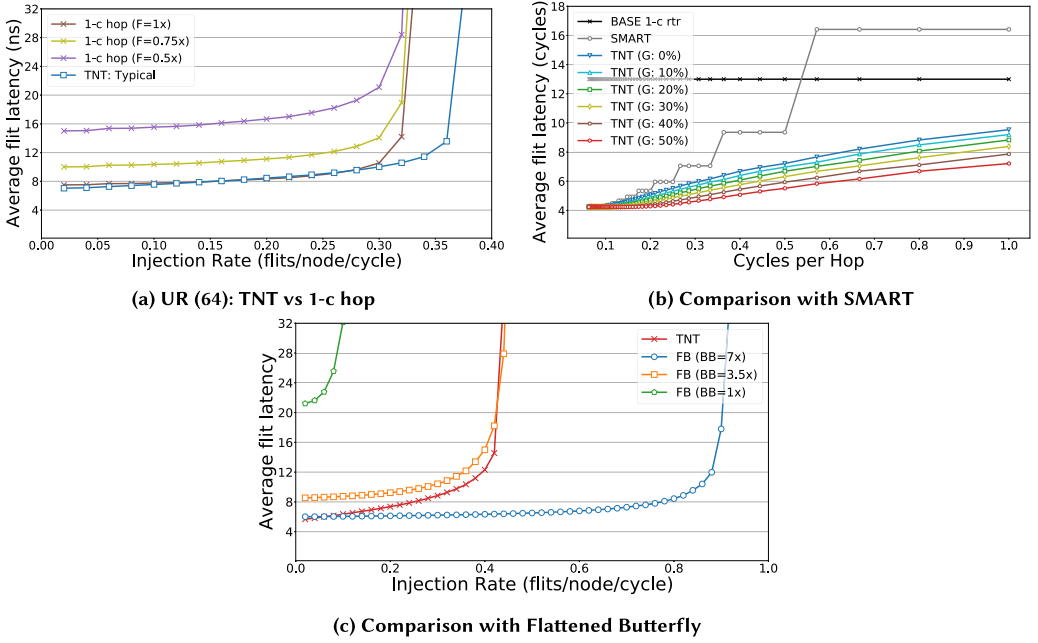 32
28
24
20
16
12
8
4
Average flit latency (ns)
1-c hop (F=1x)
1-c hop (F=0.75x)
1-c hop (F=0.5x)
TNT: Typical
0.00 0.05 0.10 0.15 0.20 0.25 0.30 0.35 0.40
Injection Rate (flits/node/cycle)
(a) UR (64): TNT vs 1-c hop
18
16
14
12
10
8
6
4
Average flit latency (cycles)
BASE 1-c rtr
SMART
TNT (G: 0%)
TNT (G: 10%)
TNT (G: 20%)
TNT (G: 30%)
TNT (G: 40%)
TNT (G: 50%)
0.1 0.2 0.3 0.4 0.5 0.6 0.7 0.8 0.9 1.0
Cycles per Hop
(b) Comparison with SMART
32
28
24
20
16
12
8
4
Average flit latency
TNT
FB (BB=7x)
FB (BB=3.5x)
FB (BB=1x)
0.0 0.2 0.4 0.6 0.8 1.0
Injection Rate (flits/node/cycle)
(c) Comparison with Flattened Butterfly